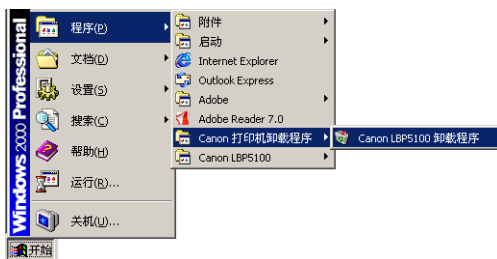 Windows 2000 Professional
程序(P)
文档(D)
设置(S)
搜索(C)
帮助(H)
运行(R)...
关机(U)...
开始
附件
启动
Internet Explorer
Outlook Express
Adobe
Adobe Reader 7.0
Canon 打印机卸载程序
Canon LBP5100
Canon LBP5100 卸载程序